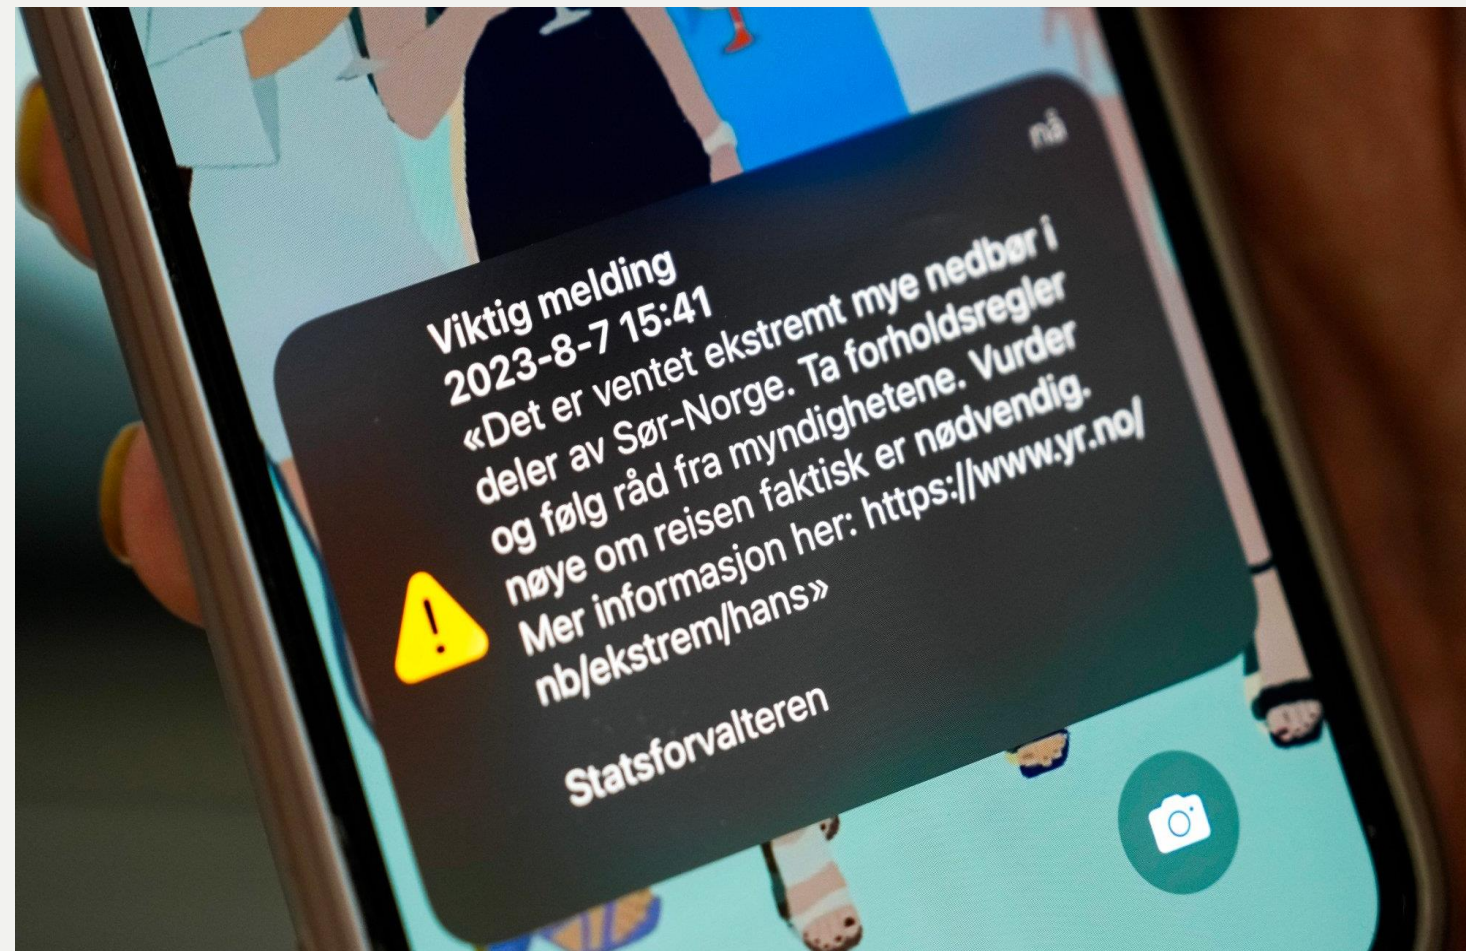 nå
Viktig melding
2023-8-7 15:41
«Det er ventet ekstremt mye nedbør i
deler av Sør-Norge. Ta forholdsregler
og følg råd fra myndighetene. Vurder
nøye om reisen faktisk er nødvendig.
Mer informasjon her: https://www.yr.no/
nb/ekstrem/hans»
Statsforvalteren